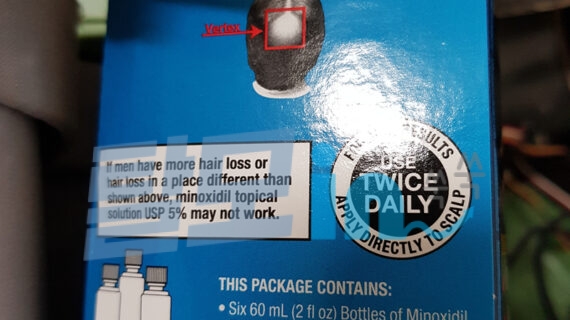 Vertex
If men have more hair loss or
hair loss in a place different than
shown above, minoxidil topical
solution USP 5% may not work.
RESULTS
USE
TWICE
DAILY
APPLY DIRECTLY TO SCALP
THIS PACKAGE CONTAINS:
• Six 60 mL (2 fl oz) Bottles of Minoxidil